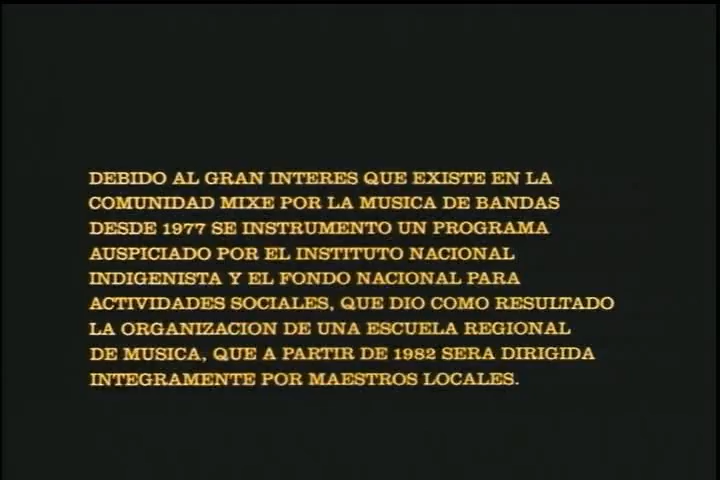 DEBIDO AL GRAN INTERES QUE EXISTE EN LA
COMUNIDAD MIXE POR LA MUSICA DE BANDAS
DESDE 1977 SE INSTRUMENTO UN PROGRAMA
AUSPICIADO POR EL INSTITUTO NACIONAL
INDIGENISTA Y EL FONDO NACIONAL PARA
ACTIVIDADES SOCIALES, QUE DIO COMO RESULTADO
LA ORGANIZACION DE UNA ESCUELA REGIONAL
DE MUSICA, QUE A PARTIR DE 1982 SERA DIRIGIDA
INTEGRAMENTE POR MAESTROS LOCALES.